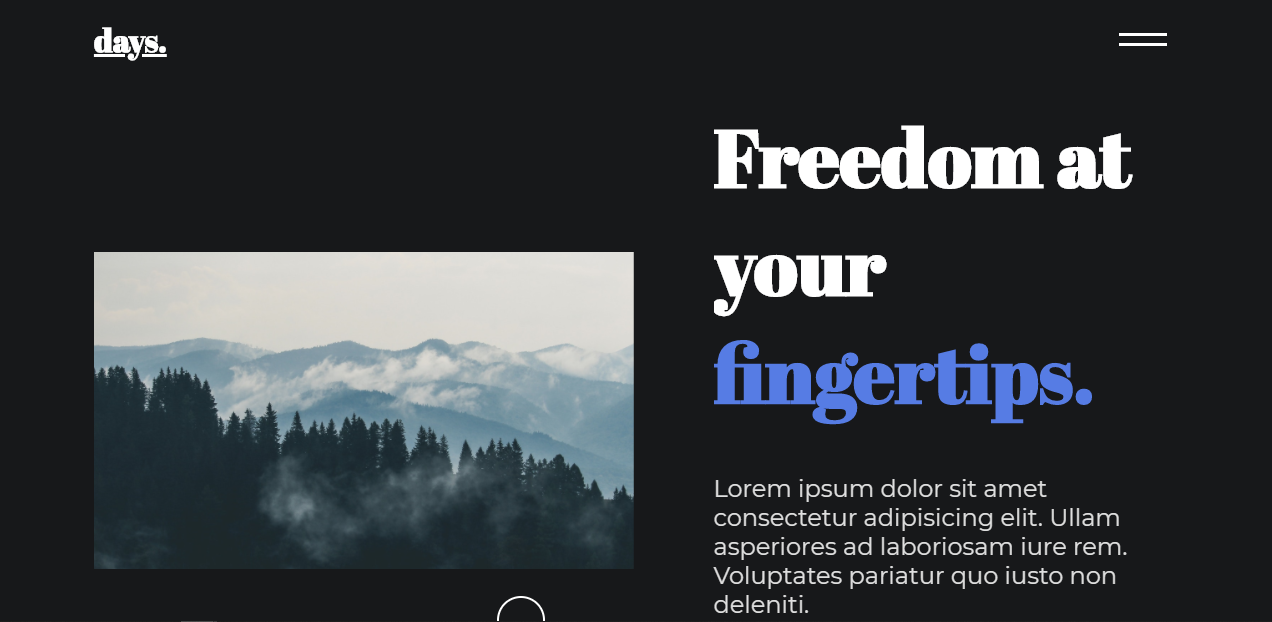 days.
Freedom at
your
fingertips.
Lorem ipsum dolor sit amet
consectetur adipisicing elit. Ullam
asperiores ad laboriosam iure rem.
Voluptates pariatur quo iusto non
deleniti.